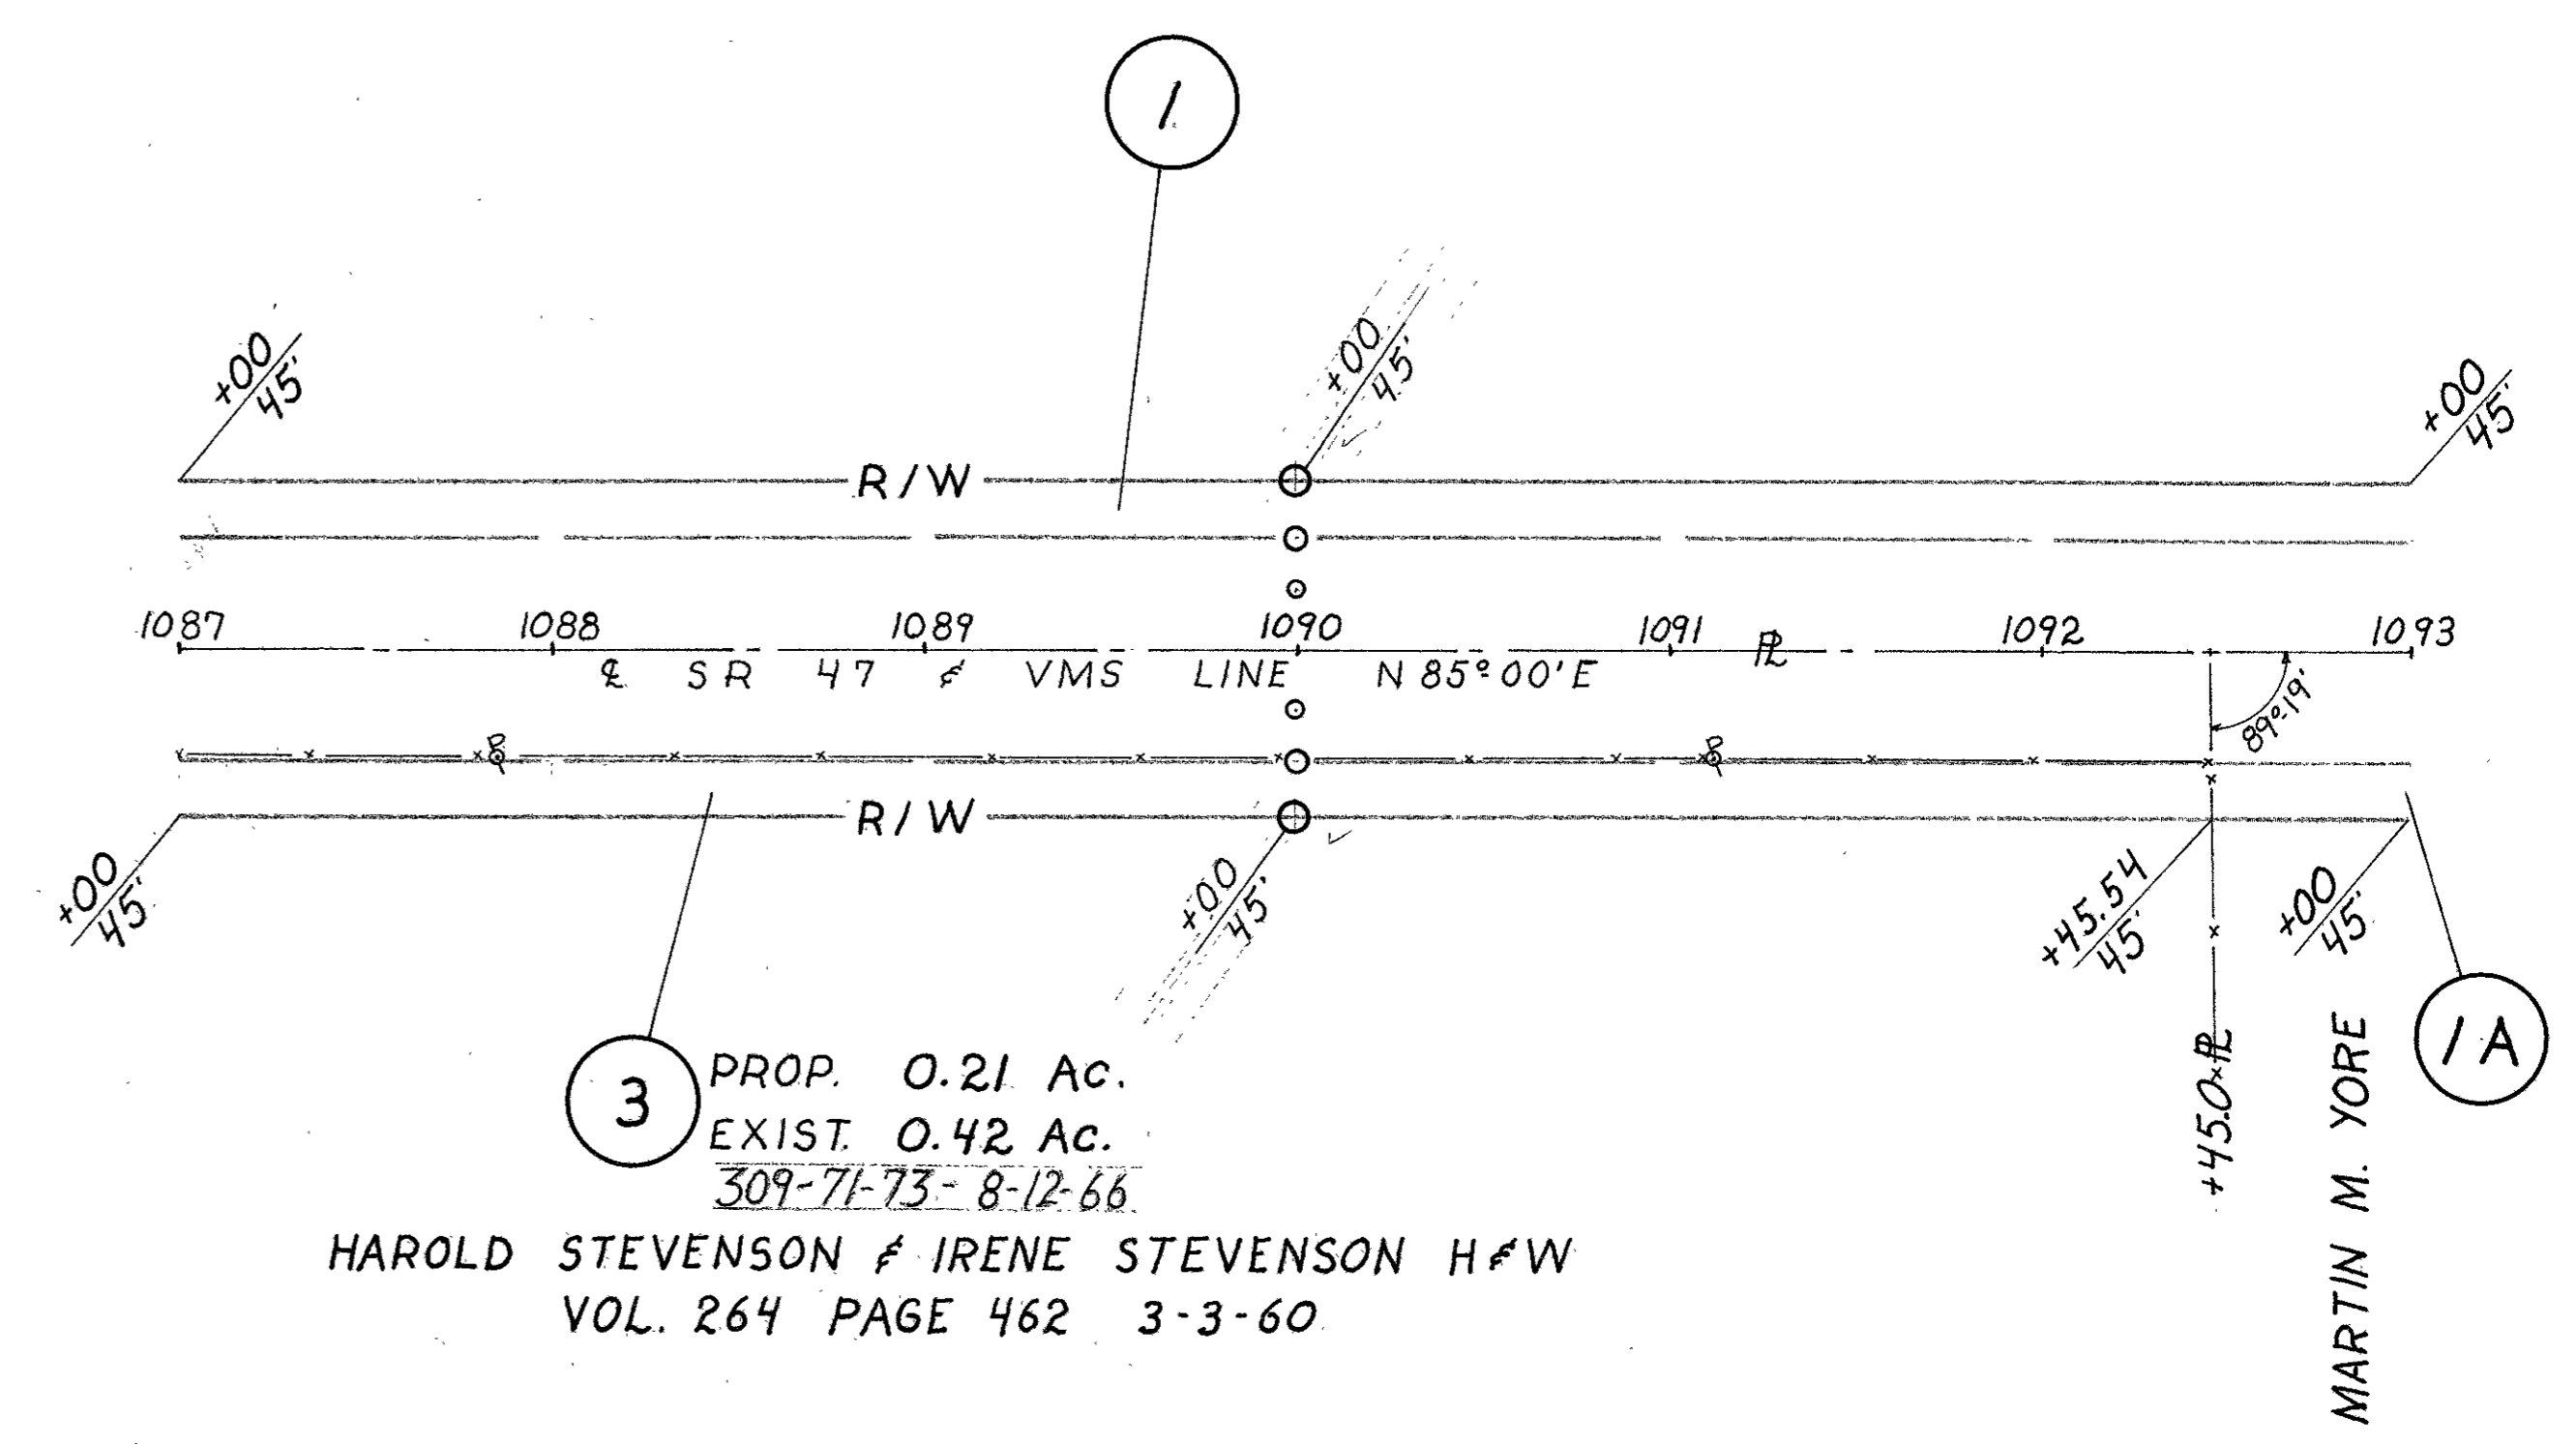 1
+00
45'
+00
45'
+00
45'
R/W
1087 1088 1089 1090 1091 ℙL 1092 1093
℄ SR 47 & VMS LINE N 85°00'E
89°-19'
R/W
+00
45'
+00
45'
+45.54
45'
+00
45'
3
PROP. 0.21 AC.
EXIST. 0.42 AC.
309-71-73- 8-12-66
HAROLD STEVENSON & IRENE STEVENSON H & W
VOL. 264 PAGE 462 3-3-60
+45.0 ℙL
MARTIN M. YORE
1A